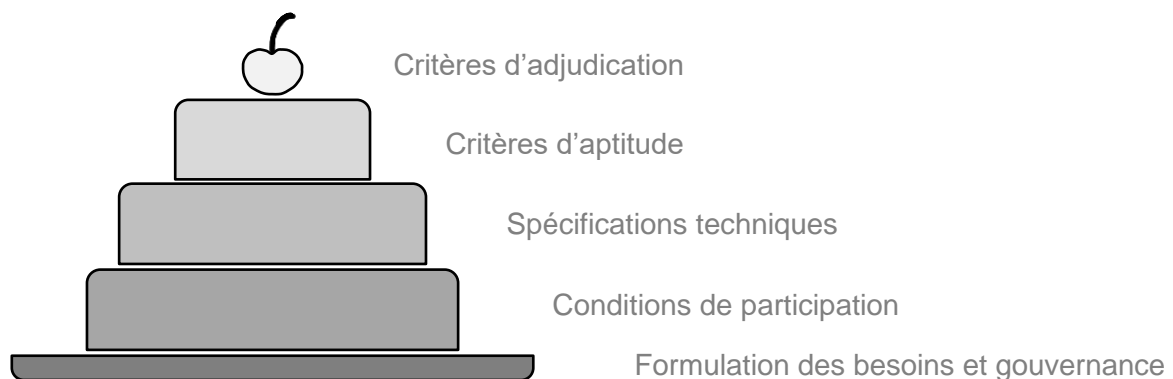 Critères d’adjudication
Critères d’aptitude
Spécifications techniques
Conditions de participation
Formulation des besoins et gouvernance